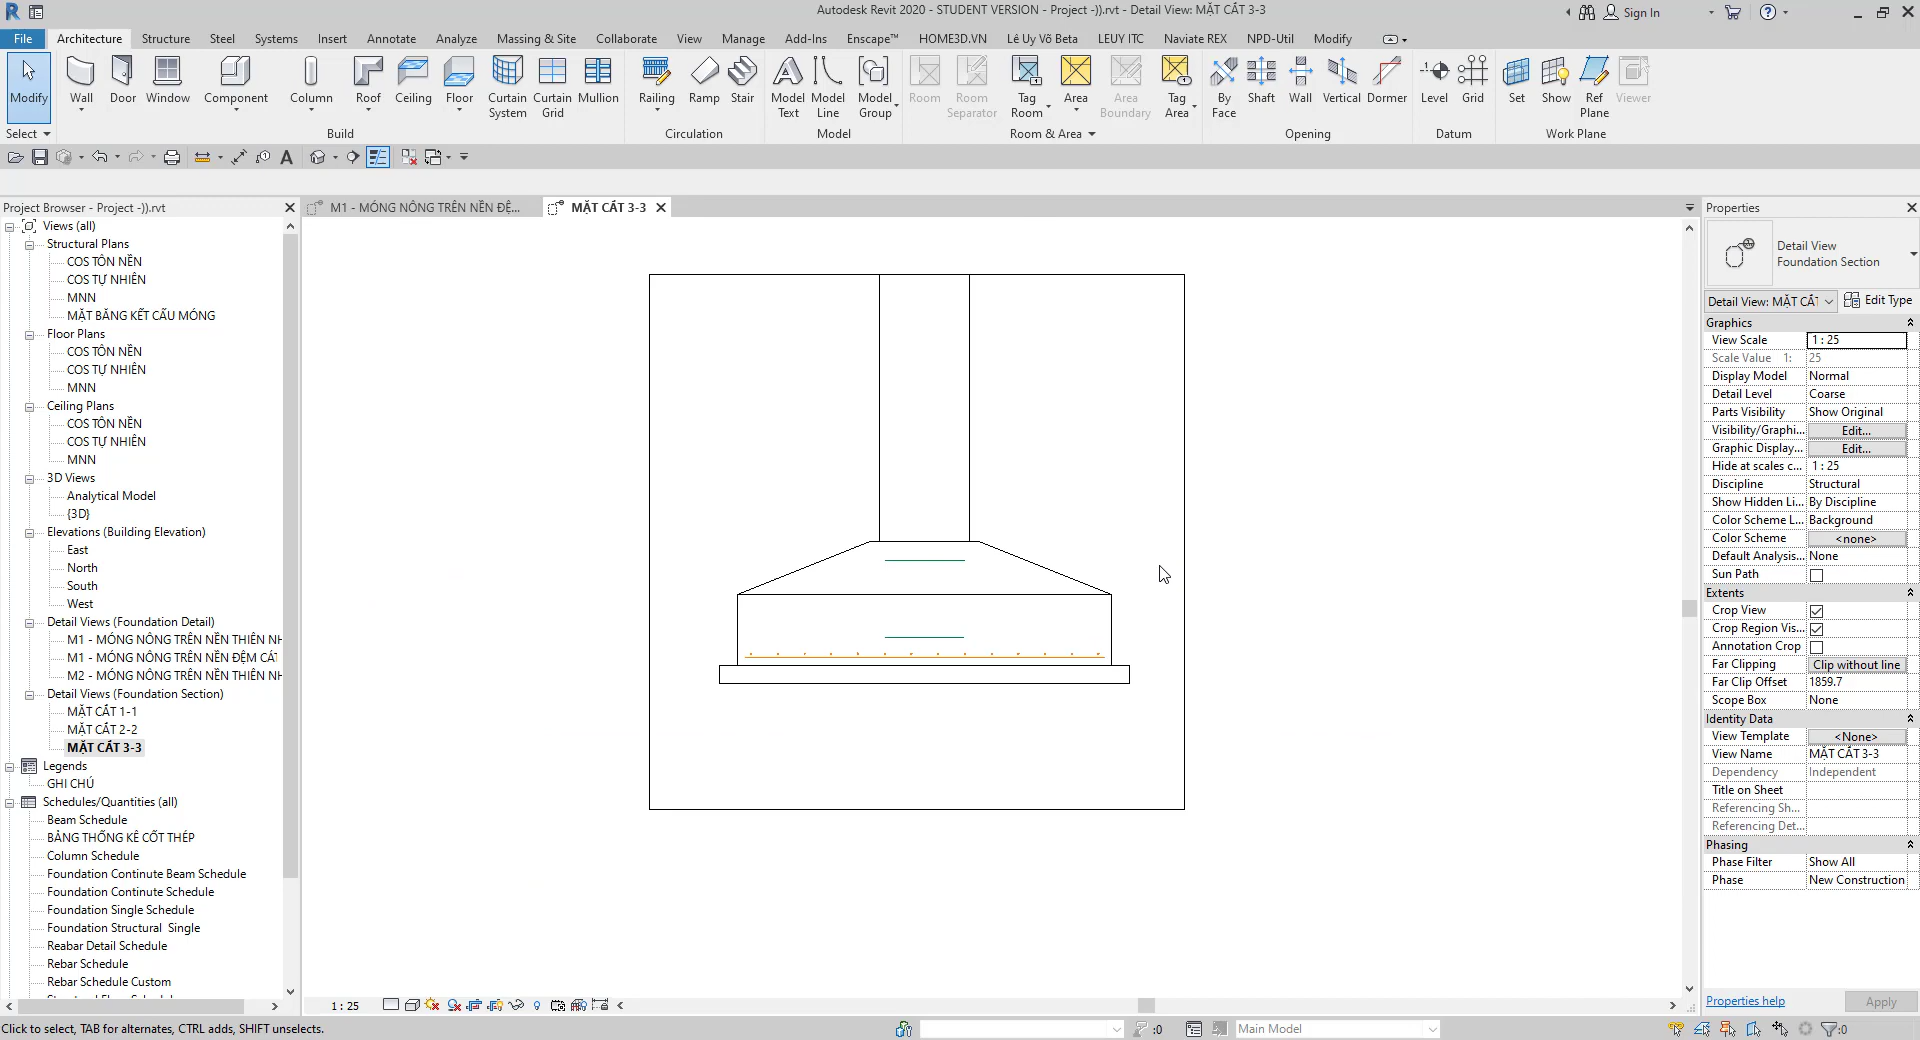 Autodesk Revit 2020 - STUDENT VERSION - Project -)).rvt - Detail View: MẶT CẮT 3-3
Sign In
File Architecture Structure Steel Systems Insert Annotate Analyze Massing & Site Collaborate View Manage Add-Ins Enscape™ HOME3D.VN Lê Uy Võ Beta LEUY ITC Naviate REX NPD-Util Modify
Modify Wall Door Window Component Column Roof Ceiling Floor Curtain System Curtain Grid Mullion Railing Ramp Stair Model Text Model Line Model Group Room Room Separator Tag Room Area Area Boundary Tag Area By Face Shaft Wall Vertical Dormer Level Grid Set Show Ref Plane Viewer
Select Build Circulation Model Room & Area Opening Datum Work Plane
Project Browser - Project -)).rvt
Views (all)
Structural Plans
COS TÔN NỀN
COS TỰ NHIÊN
MNN
MẶT BẰNG KẾT CẤU MÓNG
Floor Plans
COS TÔN NỀN
COS TỰ NHIÊN
MNN
Ceiling Plans
COS TÔN NỀN
COS TỰ NHIÊN
MNN
3D Views
Analytical Model
{3D}
Elevations (Building Elevation)
East
North
South
West
Detail Views (Foundation Detail)
M1 - MÓNG NÔNG TRÊN NỀN THIÊN NH
M1 - MÓNG NÔNG TRÊN NỀN ĐỆM CÁT
M2 - MÓNG NÔNG TRÊN NỀN THIÊN NH
Detail Views (Foundation Section)
MẶT CẮT 1-1
MẶT CẮT 2-2
MẶT CẮT 3-3
Legends
GHI CHÚ
Schedules/Quantities (all)
Beam Schedule
BẢNG THỐNG KÊ CỐT THÉP
Column Schedule
Foundation Continute Beam Schedule
Foundation Continute Schedule
Foundation Single Schedule
Foundation Structural Single
Reabar Detail Schedule
Rebar Schedule
Rebar Schedule Custom
M1 - MÓNG NÔNG TRÊN NỀN ĐỆ... MẶT CẮT 3-3
1 : 25
Properties
Detail View
Foundation Section
Detail View: MẶT CẮT Edit Type
Graphics
View Scale 1 : 25
Scale Value 1: 25
Display Model Normal
Detail Level Coarse
Parts Visibility Show Original
Visibility/Graphi... Edit...
Graphic Display... Edit...
Hide at scales c... 1 : 25
Discipline Structural
Show Hidden Li... By Discipline
Color Scheme L... Background
Color Scheme <none>
Default Analysis... None
Sun Path
Extents
Crop View
Crop Region Vis...
Annotation Crop
Far Clipping Clip without line
Far Clip Offset 1859.7
Scope Box None
Identity Data
View Template <None>
View Name MẶT CẮT 3-3
Dependency Independent
Title on Sheet
Referencing Sh...
Referencing Det...
Phasing
Phase Filter Show All
Phase New Construction
Properties help Apply
Click to select, TAB for alternates, CTRL adds, SHIFT unselects. :0 Main Model :0